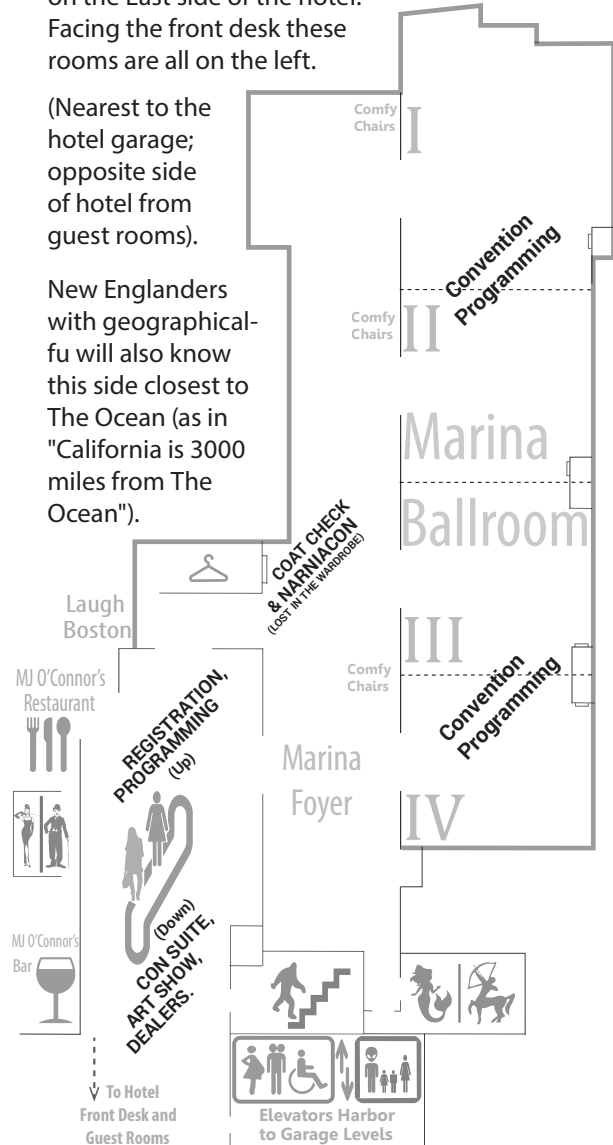 on the East side of the hotel.
Facing the front desk these
rooms are all on the left.
(Nearest to the
hotel garage;
opposite side
of hotel from
guest rooms).
New Englanders
with geographical-
fu will also know
this side closest to
The Ocean (as in
"California is 3000
miles from The
Ocean").
Comfy
Chairs
I
Convention
Programming
Comfy
Chairs
II
Marina
Ballroom
COAT CHECK
& NARNIACON
(LOST IN THE WARDROBE)
Laugh
Boston
III
Comfy
Chairs
Convention
Programming
MJ O'Connor's
Restaurant
REGISTRATION,
PROGRAMMING
(Up)
Marina
Foyer
IV
(Down)
CON SUITE,
ART SHOW,
DEALERS.
MJ O'Connor's
Bar
To Hotel
Front Desk and
Guest Rooms
Elevators Harbor
to Garage Levels